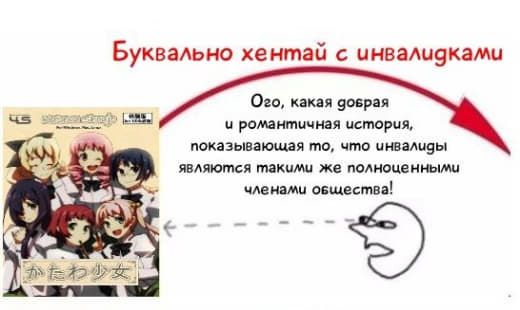 Буквально хентай с инвалидками
Ого, какая добрая
и романтичная история,
показывающая то, что инвалиды
являются такими же полноценными
членами общества!
かたわ少女